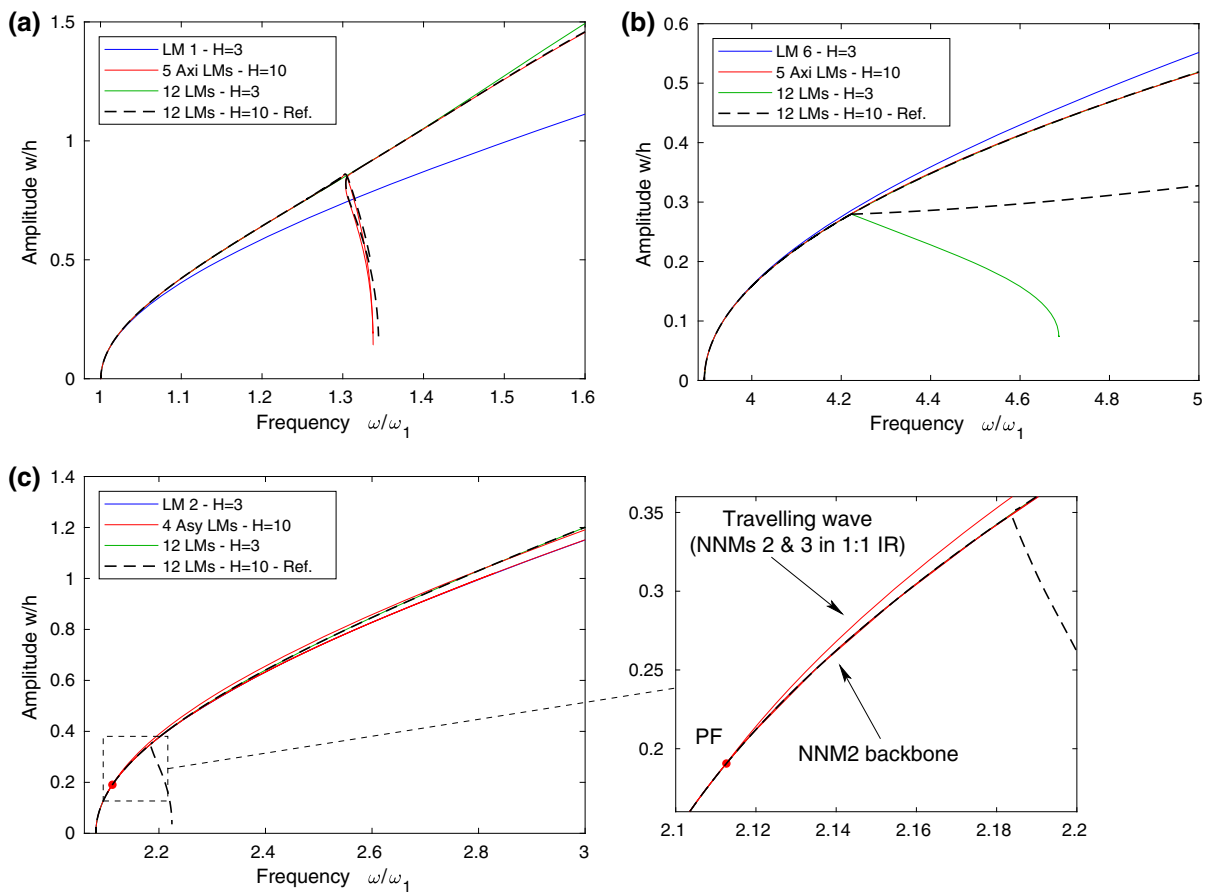 (a)
1.5
1
0.5
0
Amplitude w/h
LM 1 - H=3
5 Axi LMs - H=10
12 LMs - H=3
12 LMs - H=10 - Ref.
1 1.1 1.2 1.3 1.4 1.5 1.6
Frequency ω/ω1
(b)
0.6
0.5
0.4
0.3
0.2
0.1
0
Amplitude w/h
LM 6 - H=3
5 Axi LMs - H=10
12 LMs - H=3
12 LMs - H=10 - Ref.
4 4.2 4.4 4.6 4.8 5
Frequency ω/ω1
(c)
1.4
1.2
1
0.8
0.6
0.4
0.2
0
Amplitude w/h
LM 2 - H=3
4 Asy LMs - H=10
12 LMs - H=3
12 LMs - H=10 - Ref.
2.2 2.4 2.6 2.8 3
Frequency ω/ω1
0.35
0.3
0.25
0.2
Travelling wave
(NNMs 2 & 3 in 1:1 IR)
PF
NNM2 backbone
2.1 2.12 2.14 2.16 2.18 2.2